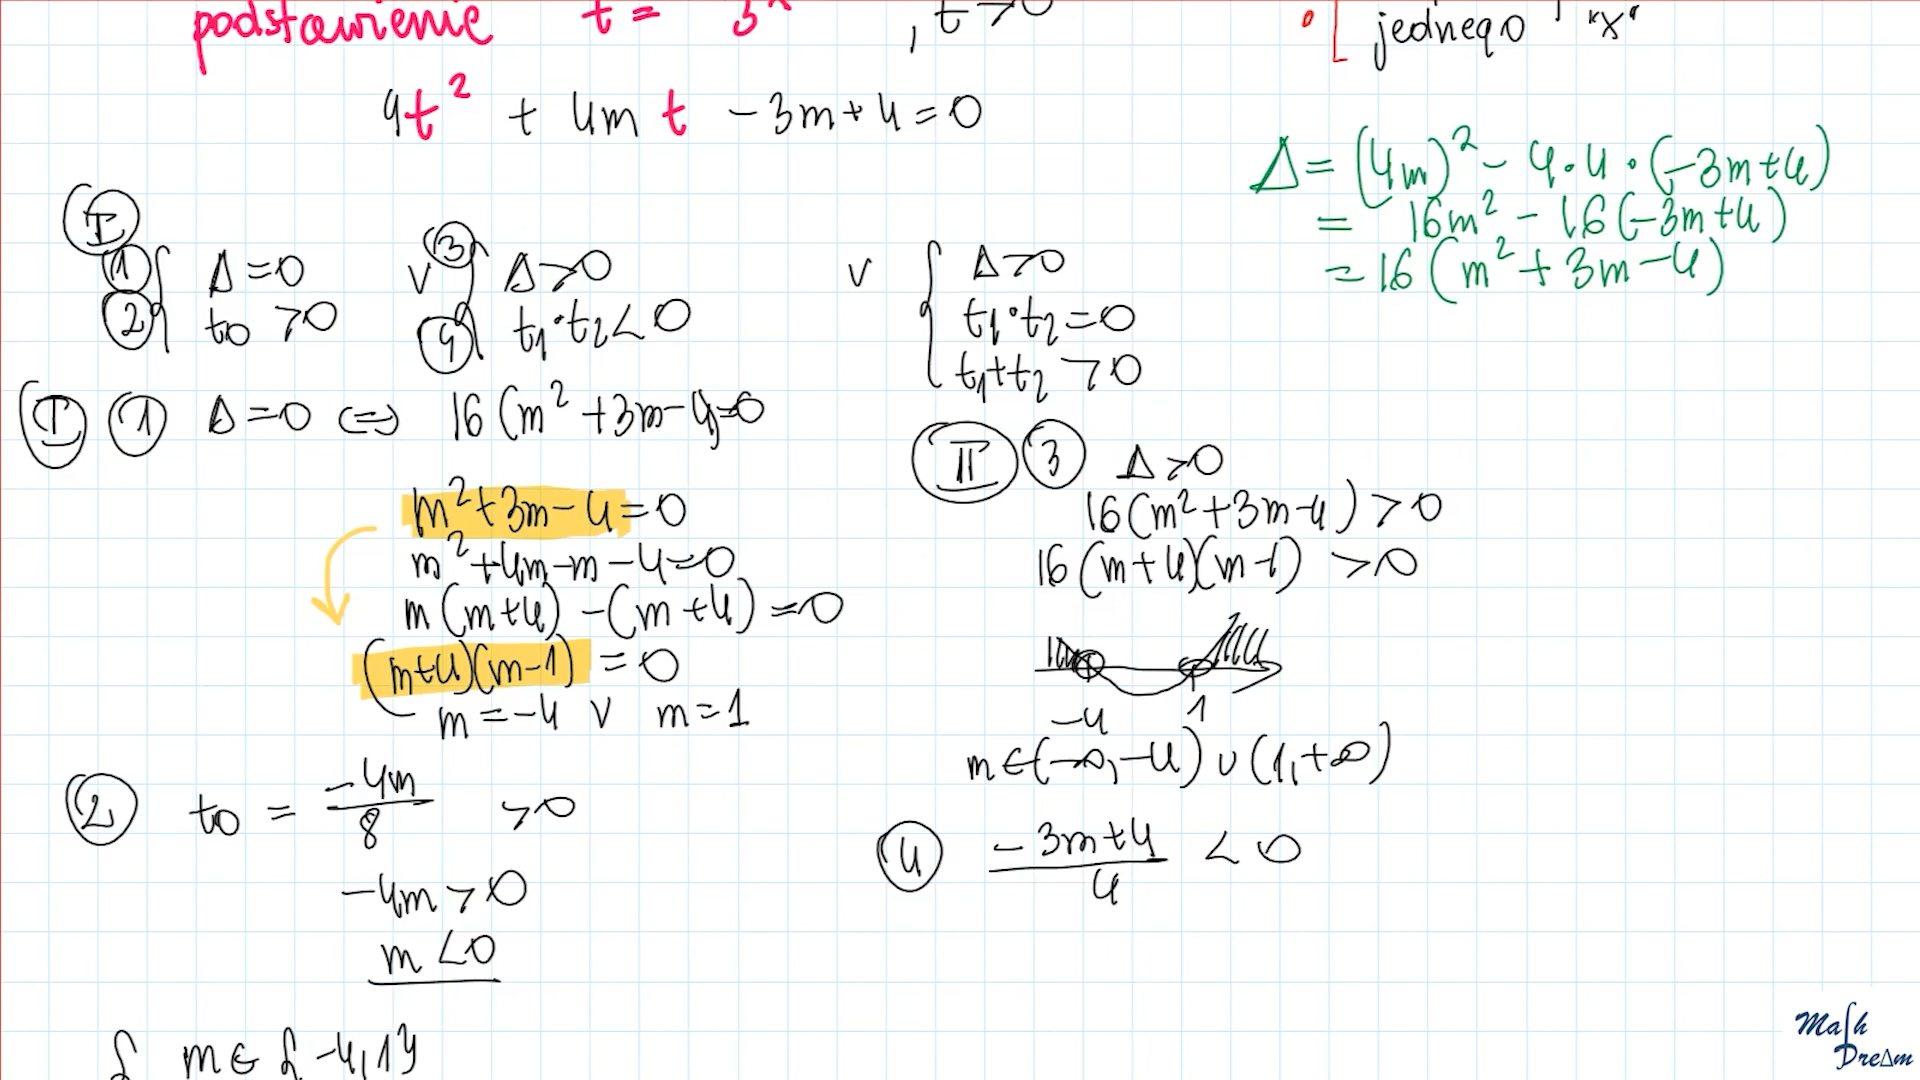 podstawienie t = 3ˣ , t > 0
jednego "x"
4t² + 4m t - 3m + 4 = 0
Δ = (4m)² - 4·4·(-3m+4)
= 16m² - 16(-3m+4)
= 16(m² + 3m - 4)
I
1 Δ = 0 ∨ 3 Δ > 0 ∨ Δ > 0
2 t₀ > 0 4 t₁·t₂ < 0 t₁·t₂ = 0
t₁+t₂ > 0
I 1 Δ = 0 ⇔ 16(m² + 3m - 4) = 0
m² + 3m - 4 = 0
m² + 4m - m - 4 = 0
m(m+4) - (m+4) = 0
(m+4)(m-1) = 0
m = -4 ∨ m = 1
2 t₀ = -4m/8 > 0
-4m > 0
m < 0
{ m ∈ {-4, 1}
II 3 Δ > 0
16(m² + 3m - 4) > 0
16(m+4)(m-1) > 0
-4 1
m ∈ (-∞, -4) ∪ (1, +∞)
4 -3m+4/4 < 0
Math
DreΔm